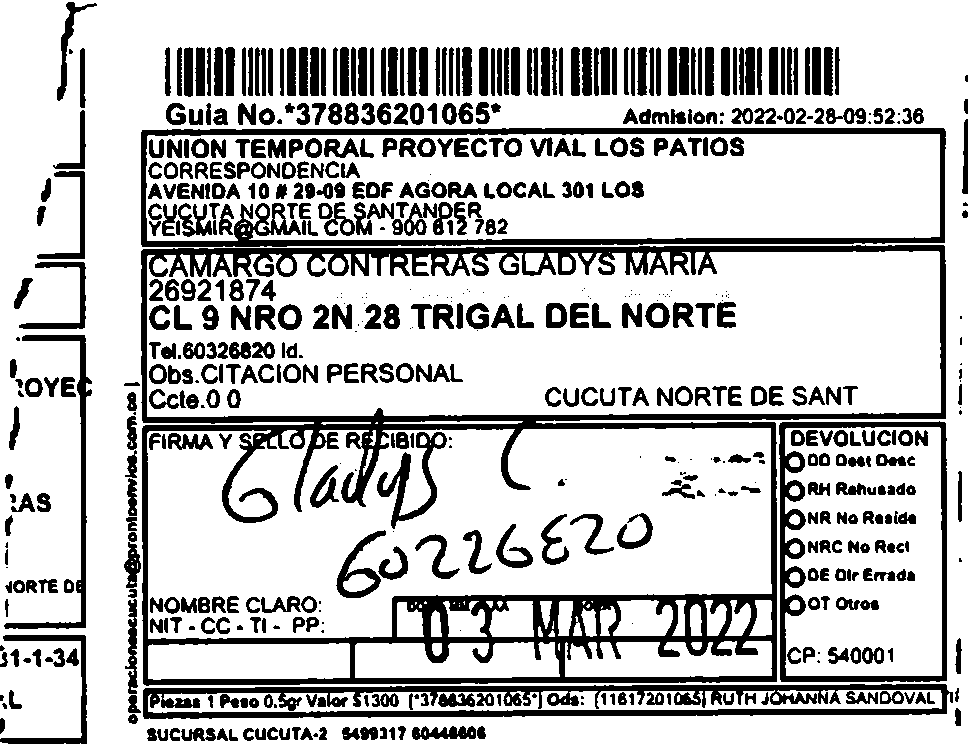 Guia No.*378836201065*
Admision: 2022-02-28-09:52:36
UNION TEMPORAL PROYECTO VIAL LOS PATIOS
CORRESPONDENCIA
AVENIDA 10 # 29-09 EDF AGORA LOCAL 301 LOS
CUCUTA NORTE DE SANTANDER
YEISMIR@GMAIL COM - 900 612 762
CAMARGO CONTRERAS GLADYS MARIA
26921874
CL 9 NRO 2N 28 TRIGAL DEL NORTE
Tel.60326820 Id.
Obs.CITACION PERSONAL
Ccte.0 0
CUCUTA NORTE DE SANT
FIRMA Y SELLO DE RECIBIDO:
Gladys C.
60226820
NOMBRE CLARO:
NIT - CC - TI - PP:
03 MAR 2022
DEVOLUCION
DD Dest Desc
RH Rehusado
NR No Reside
NRC No Recl
DE Dir Errada
OT Otros
CP: 540001
Piezas 1 Peso 0.5gr Valor $1300 [*378836201065*] Ods: [11617201065] RUTH JOHANNA SANDOVAL
SUCURSAL CUCUTA-2 5499317 60448606
operacionescucuta@prontoenvios.com.co
ROYEC
RAS
NORTE DE
31-1-34